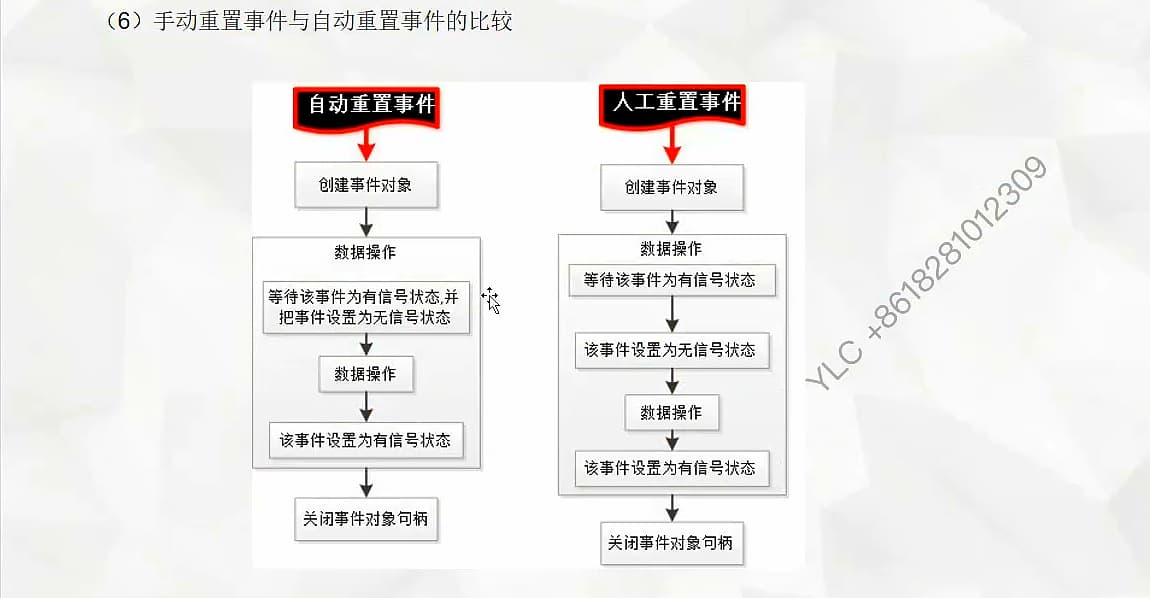 （6）手动重置事件与自动重置事件的比较
自动重置事件
创建事件对象
数据操作
等待该事件为有信号状态,并
把事件设置为无信号状态
数据操作
该事件设置为有信号状态
关闭事件对象句柄
人工重置事件
创建事件对象
数据操作
等待该事件为有信号状态
该事件设置为无信号状态
数据操作
该事件设置为有信号状态
关闭事件对象句柄
YLC +8618281012309